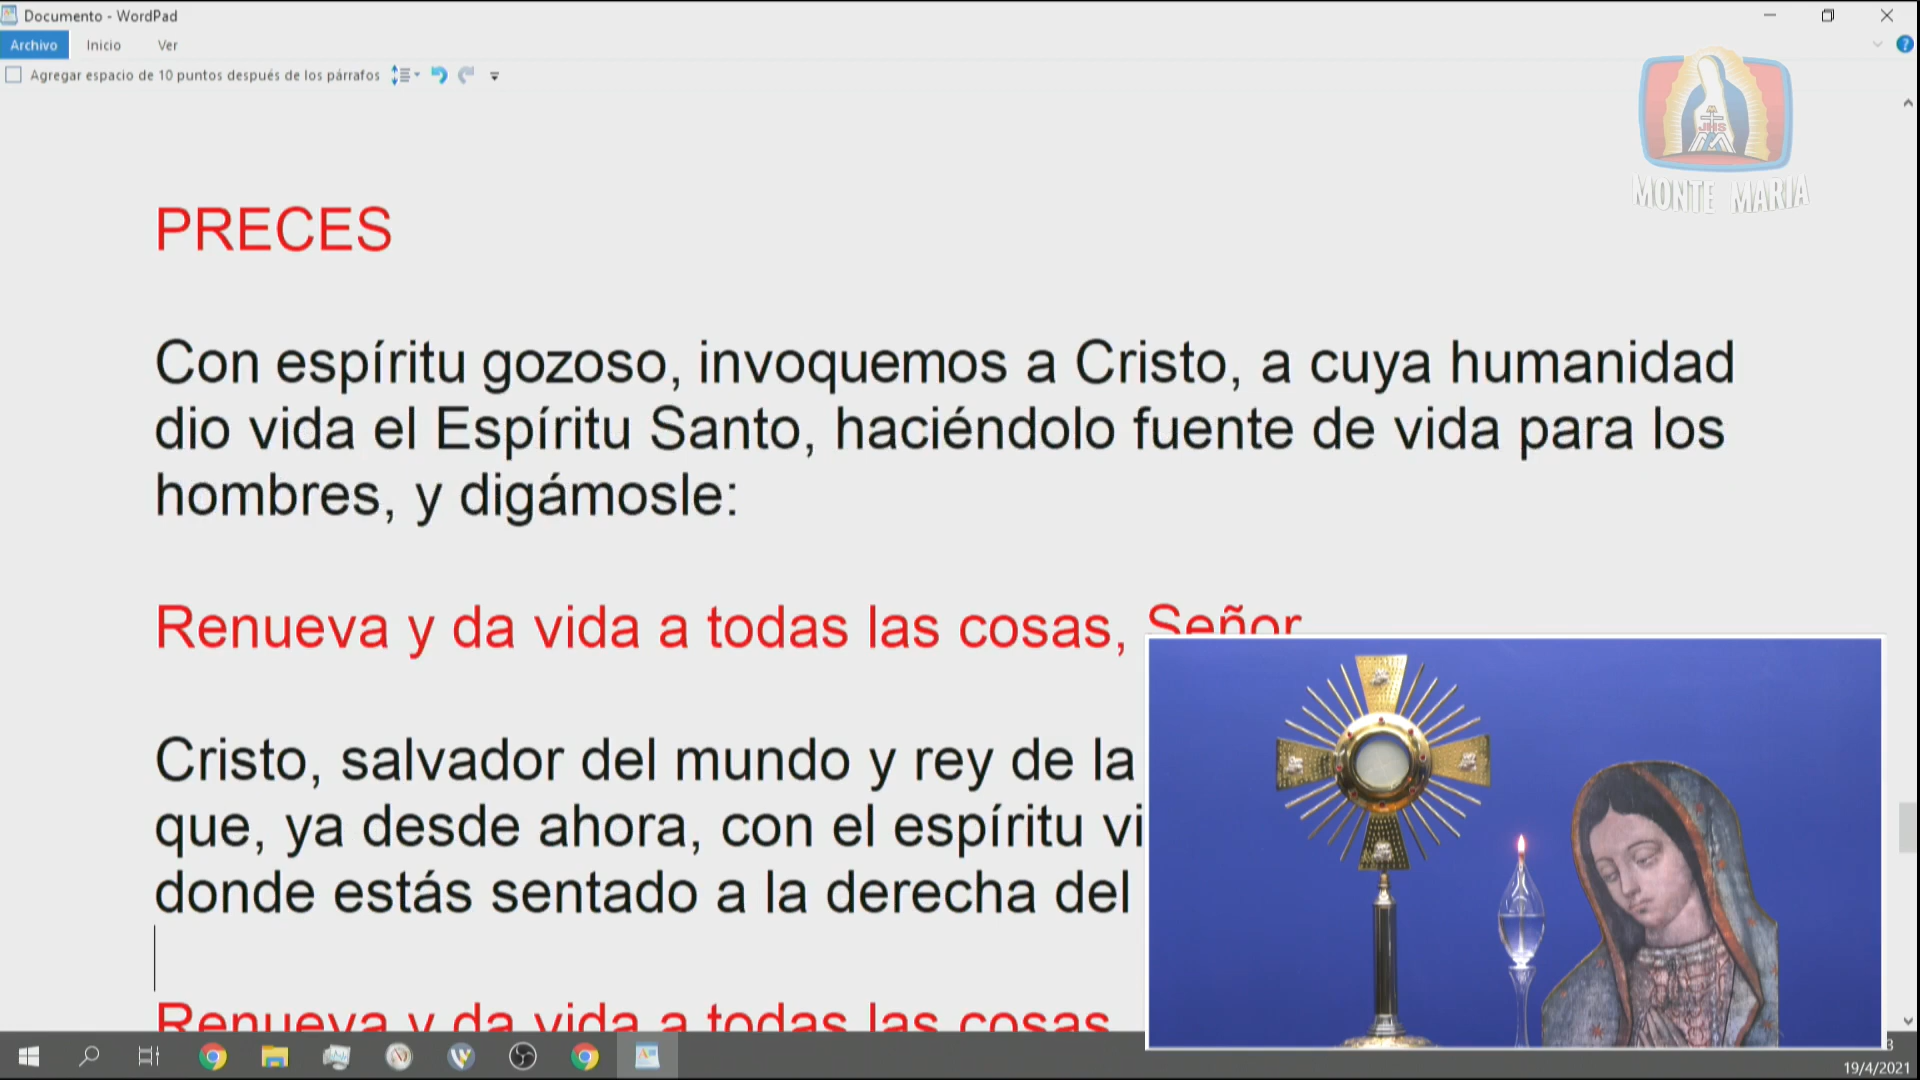 Documento - WordPad
Archivo Inicio Ver
Agregar espacio de 10 puntos después de los párrafos
JHS
MONTE MARIA
PRECES
Con espíritu gozoso, invoquemos a Cristo, a cuya humanidad
dio vida el Espíritu Santo, haciéndolo fuente de vida para los
hombres, y digámosle:
Renueva y da vida a todas las cosas, Señor
Cristo, salvador del mundo y rey de la
que, ya desde ahora, con el espíritu vi
donde estás sentado a la derecha del
Renueva y da vida a todas las cosas
3
19/4/2021